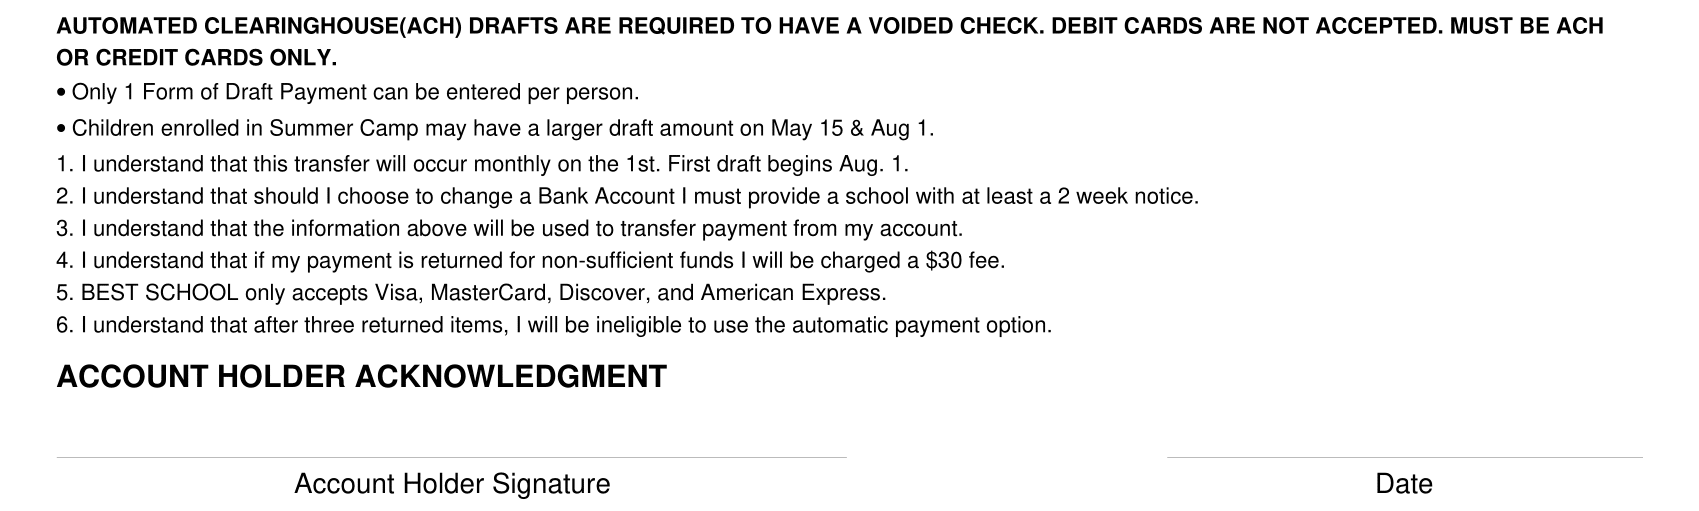 AUTOMATED CLEARINGHOUSE(ACH) DRAFTS ARE REQUIRED TO HAVE A VOIDED CHECK. DEBIT CARDS ARE NOT ACCEPTED. MUST BE ACH
OR CREDIT CARDS ONLY.
• Only 1 Form of Draft Payment can be entered per person.
• Children enrolled in Summer Camp may have a larger draft amount on May 15 & Aug 1.
1. I understand that this transfer will occur monthly on the 1st. First draft begins Aug. 1.
2. I understand that should I choose to change a Bank Account I must provide a school with at least a 2 week notice.
3. I understand that the information above will be used to transfer payment from my account.
4. I understand that if my payment is returned for non-sufficient funds I will be charged a $30 fee.
5. BEST SCHOOL only accepts Visa, MasterCard, Discover, and American Express.
6. I understand that after three returned items, I will be ineligible to use the automatic payment option.
ACCOUNT HOLDER ACKNOWLEDGMENT
Account Holder Signature
Date